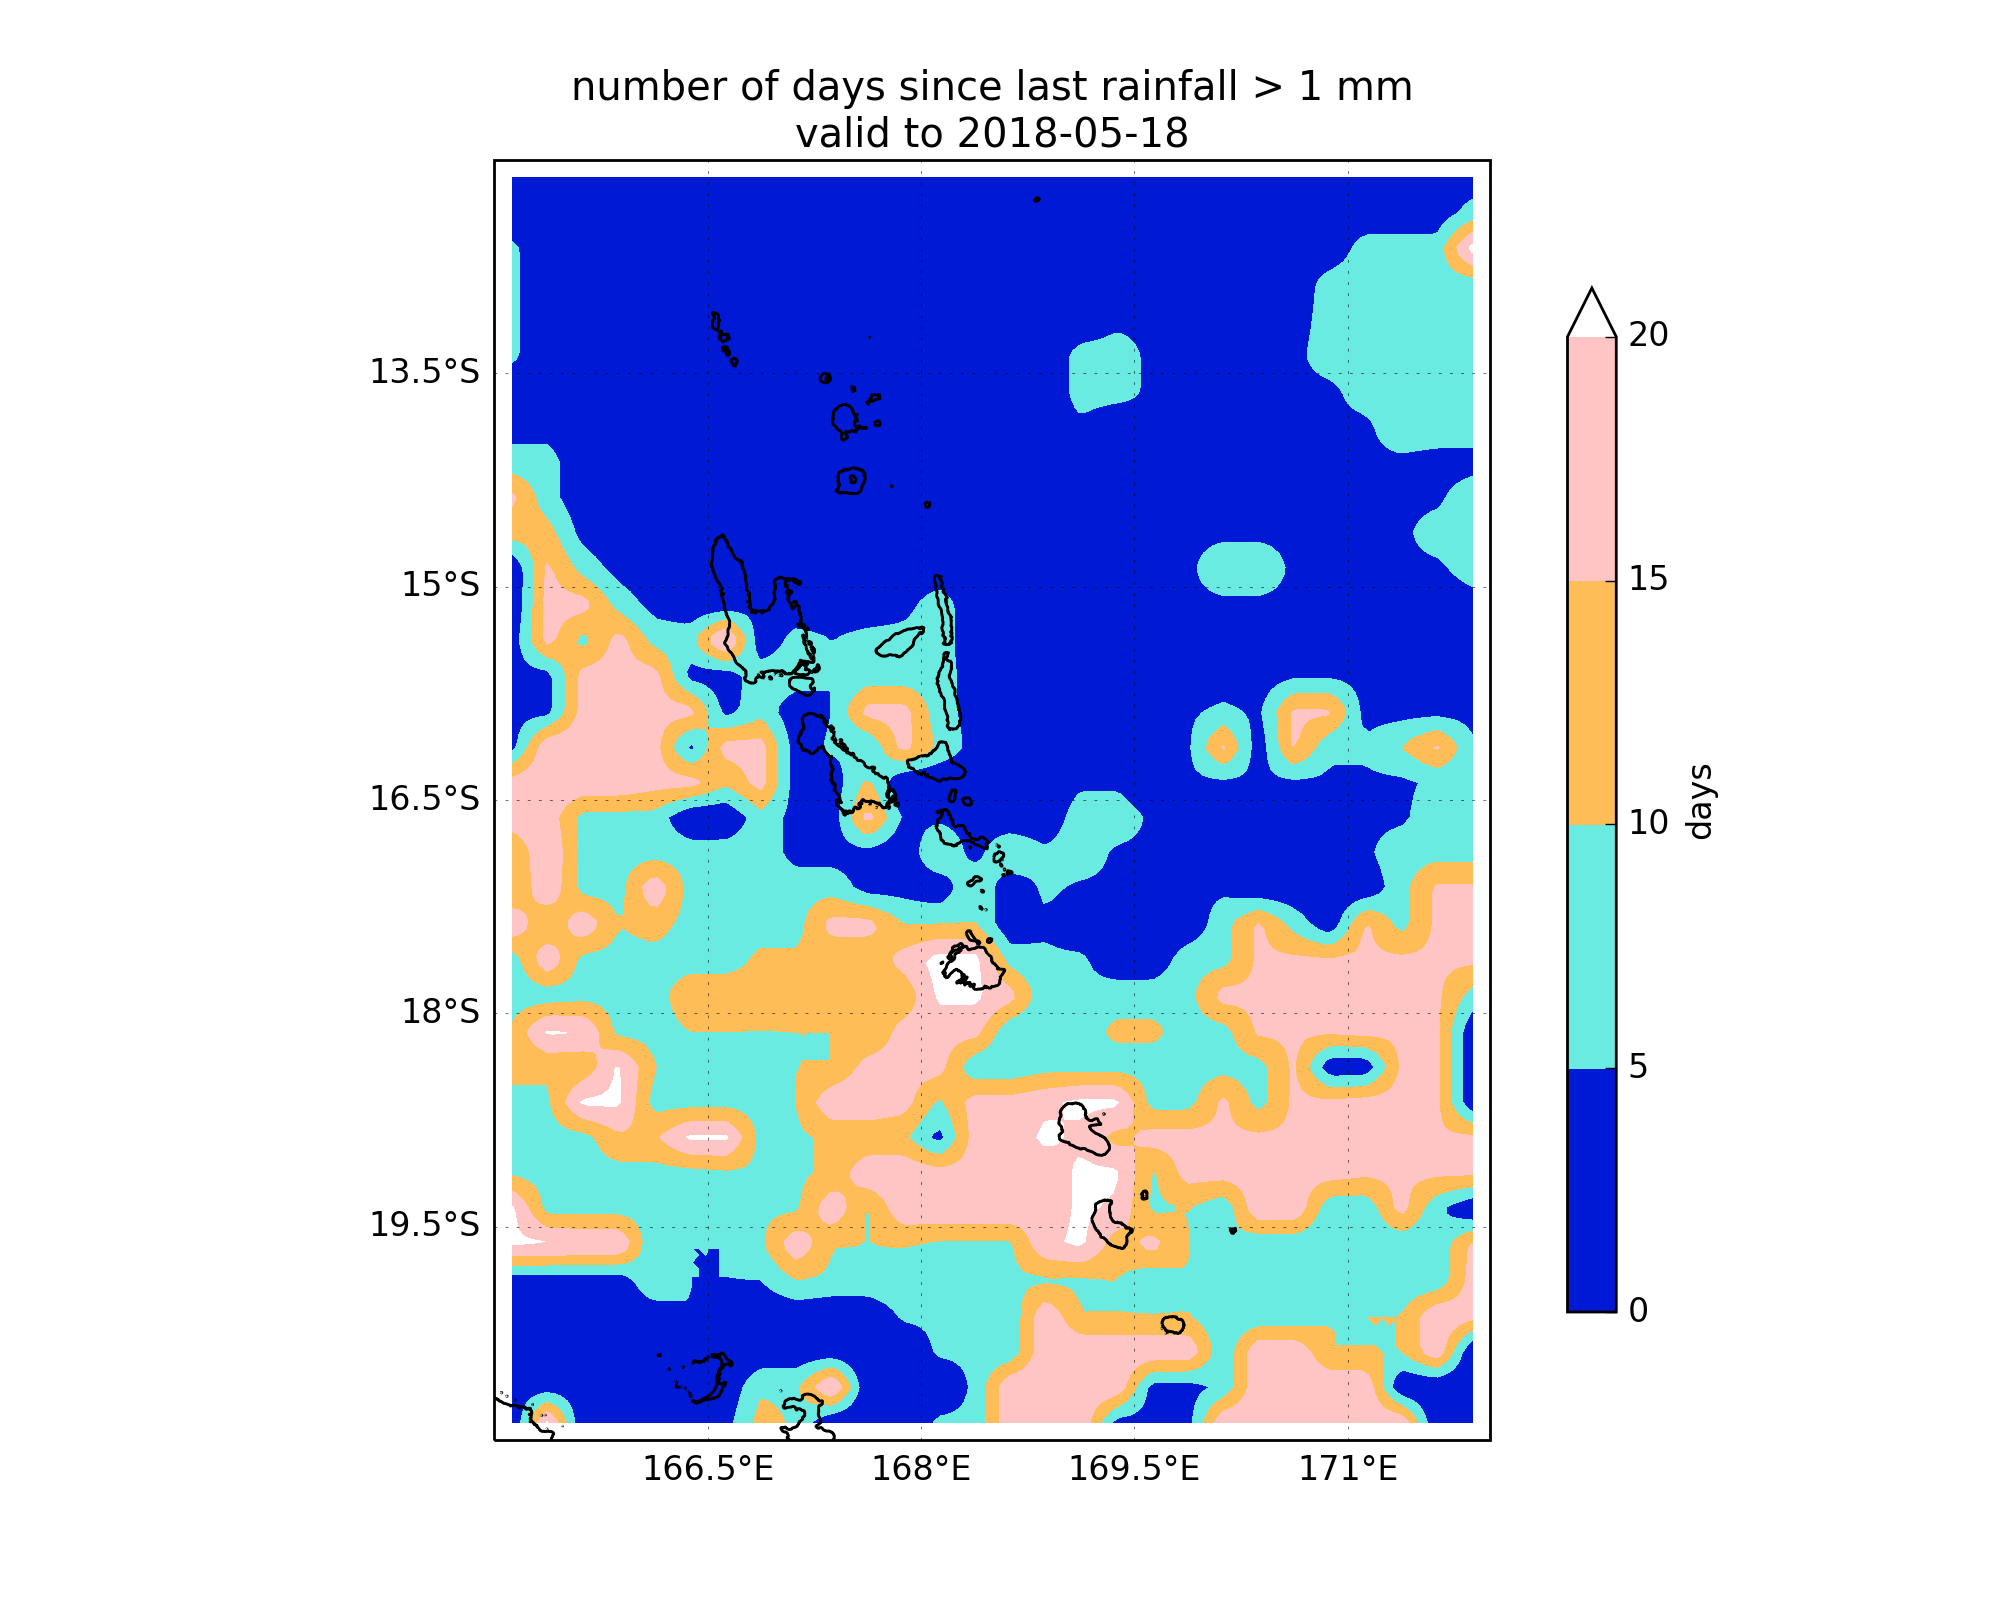 number of days since last rainfall > 1 mm
valid to 2018-05-18
13.5°S
15°S
16.5°S
18°S
19.5°S
166.5°E
168°E
169.5°E
171°E
20
15
10
5
0
days